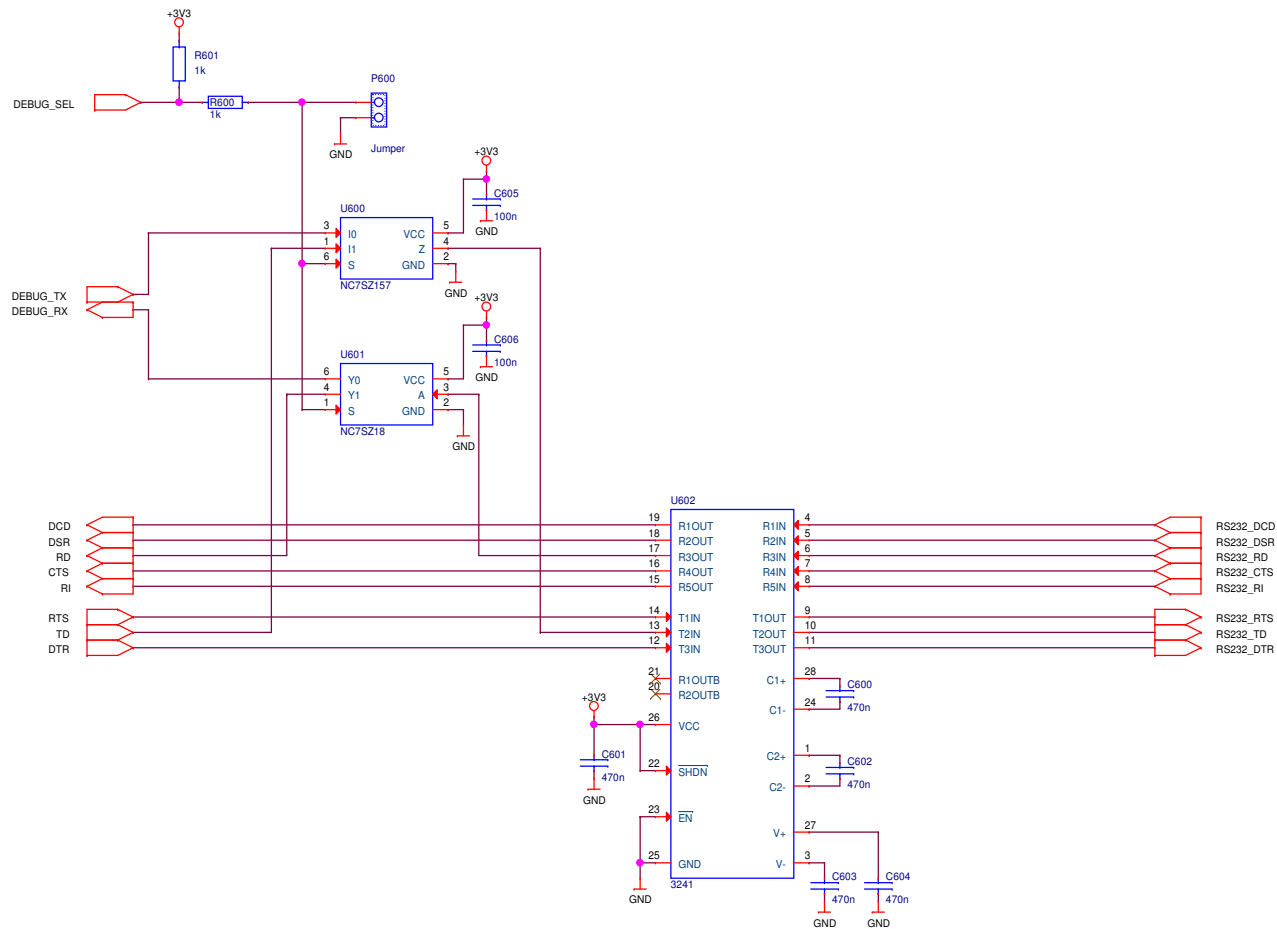 +3V3
R601
1k
DEBUG_SEL
R600
1k
P600
Jumper
GND
+3V3
C605
100n
GND
U600
3 I0 VCC 5
1 I1 Z 4
6 S GND 2
NC7SZ157
GND
DEBUG_TX
DEBUG_RX
+3V3
C606
100n
GND
U601
6 Y0 VCC 5
4 Y1 A 3
1 S GND 2
NC7SZ18
GND
U602
DCD 19 R1OUT R1IN 4 RS232_DCD
DSR 18 R2OUT R2IN 5 RS232_DSR
RD 17 R3OUT R3IN 6 RS232_RD
CTS 16 R4OUT R4IN 7 RS232_CTS
RI 15 R5OUT R5IN 8 RS232_RI
RTS 14 T1IN T1OUT 9 RS232_RTS
TD 13 T2IN T2OUT 10 RS232_TD
DTR 12 T3IN T3OUT 11 RS232_DTR
21 R1OUTB C1+ 28
20 R2OUTB C1- 24
C600
470n
+3V3
26 VCC
C601
470n
GND
22 SHDN
C2+ 1
C2- 2
C602
470n
23 EN
V+ 27
25 GND V- 3
GND
3241
C603
470n
GND
C604
470n
GND